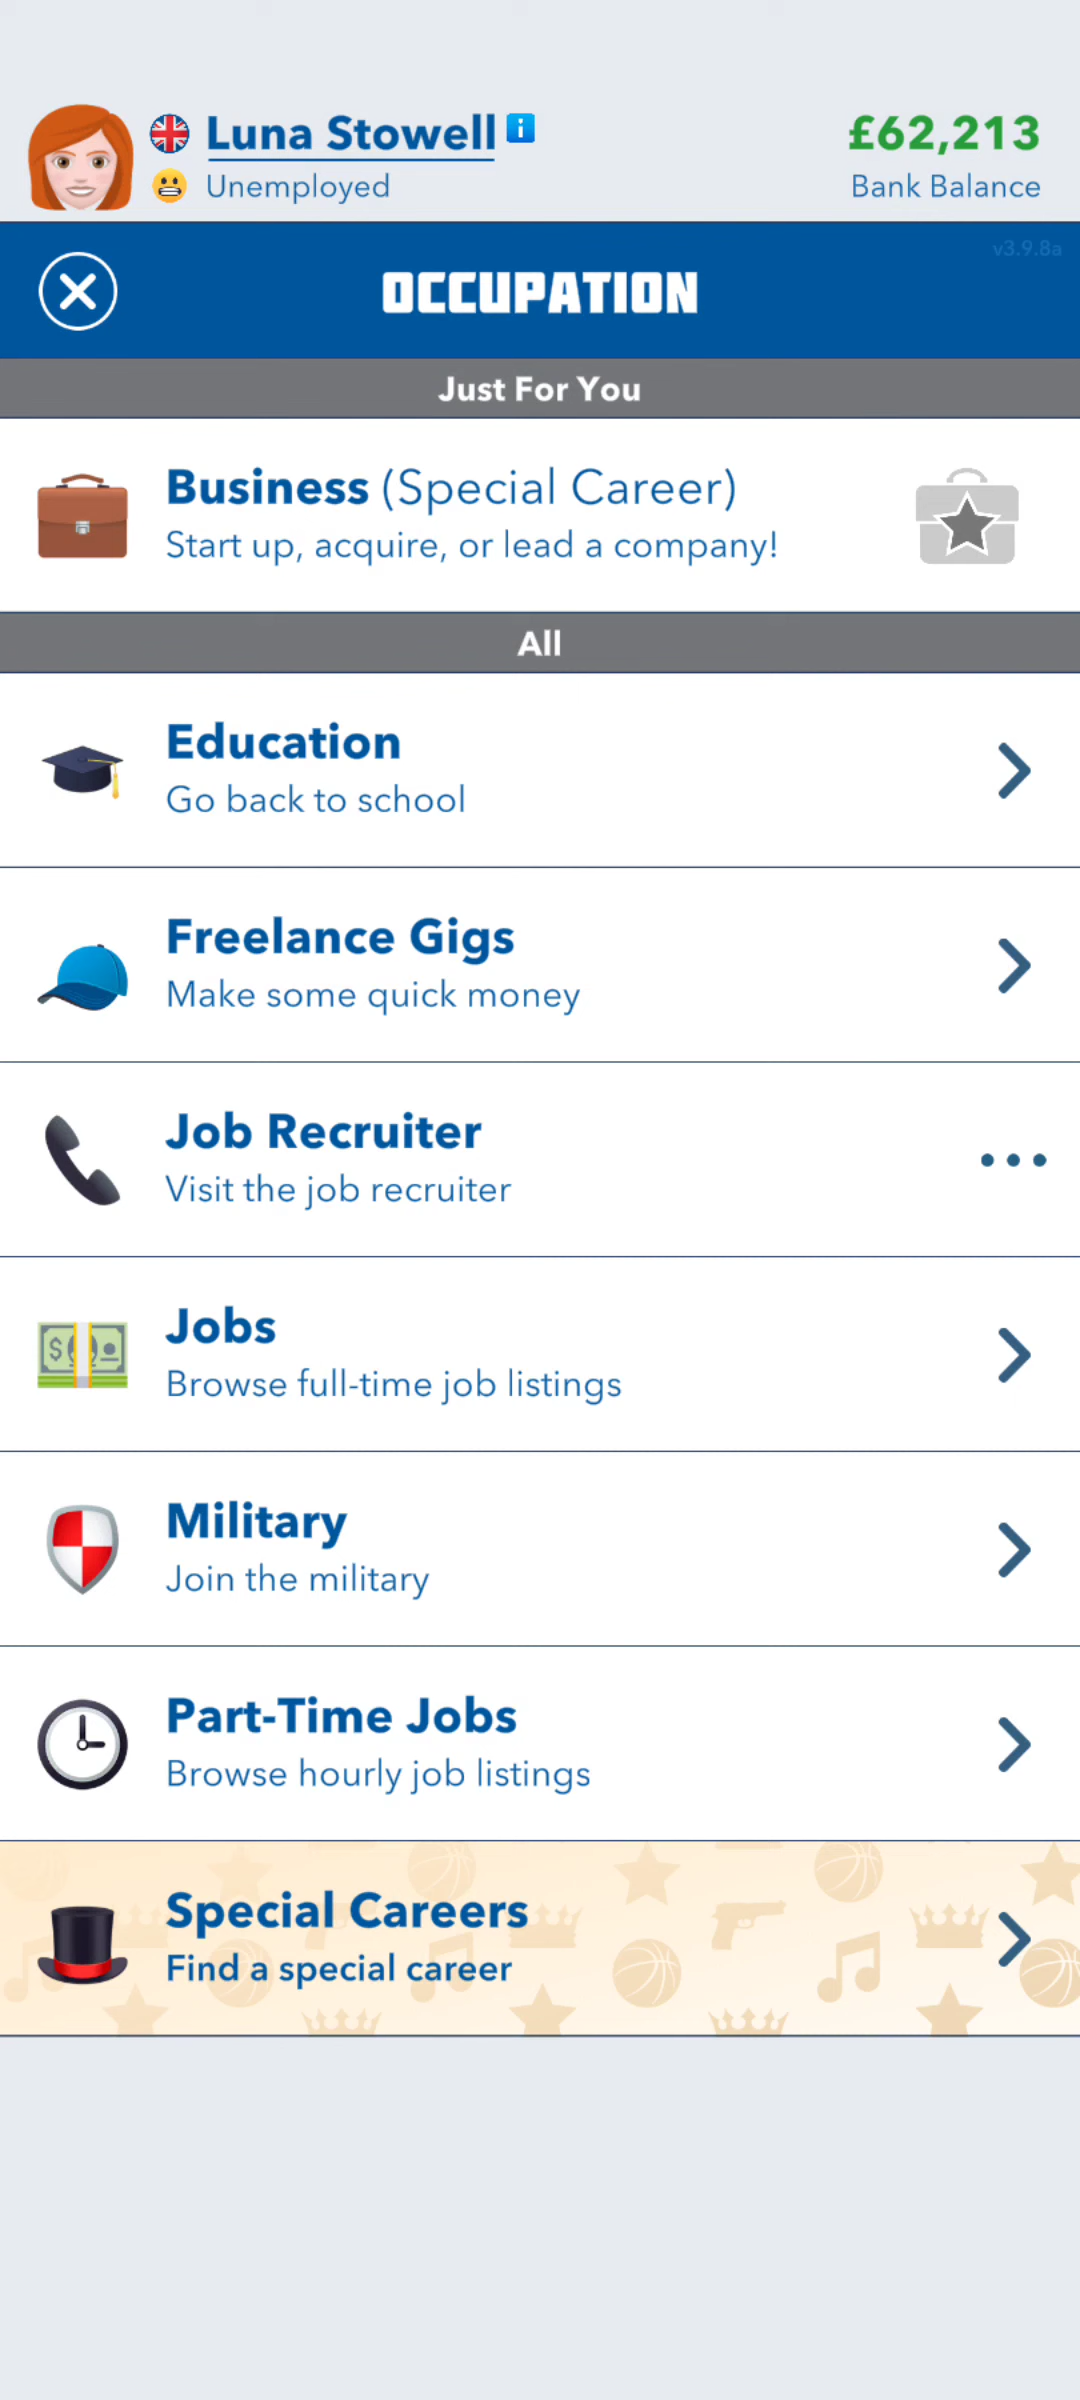 Luna Stowell
£62,213
Unemployed
Bank Balance
v3.9.8a
OCCUPATION
Just For You
Business (Special Career)
Start up, acquire, or lead a company!
All
Education
Go back to school
Freelance Gigs
Make some quick money
Job Recruiter
Visit the job recruiter
Jobs
Browse full-time job listings
Military
Join the military
Part-Time Jobs
Browse hourly job listings
Special Careers
Find a special career